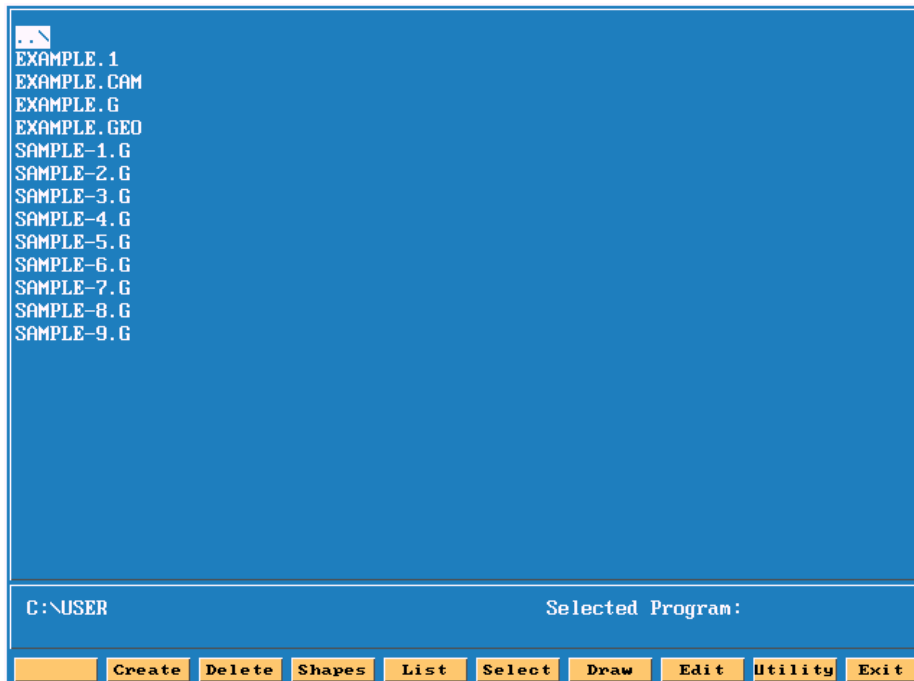 ..\
EXAMPLE.1
EXAMPLE.CAM
EXAMPLE.G
EXAMPLE.GEO
SAMPLE-1.G
SAMPLE-2.G
SAMPLE-3.G
SAMPLE-4.G
SAMPLE-5.G
SAMPLE-6.G
SAMPLE-7.G
SAMPLE-8.G
SAMPLE-9.G
C:\USER Selected Program:
Create Delete Shapes List Select Draw Edit Utility Exit